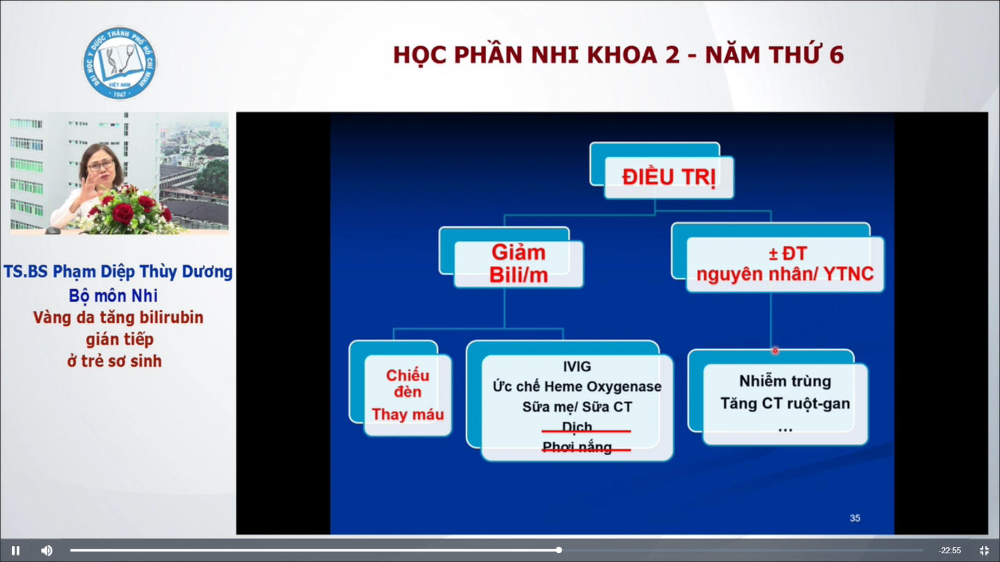 ĐẠI HỌC Y DƯỢC THÀNH PHỐ HỒ CHÍ MINH
VIỆT NAM
1947
HỌC PHẦN NHI KHOA 2 - NĂM THỨ 6
TS.BS Phạm Diệp Thùy Dương
Bộ môn Nhi
Vàng da tăng bilirubin
gián tiếp
ở trẻ sơ sinh
ĐIỀU TRỊ
Giảm
Bili/m
± ĐT
nguyên nhân/ YTNC
Chiếu
đèn
Thay máu
IVIG
Ức chế Heme Oxygenase
Sữa mẹ/ Sữa CT
Dịch
Phơi nắng
Nhiễm trùng
Tăng CT ruột-gan
...
35
-22:55